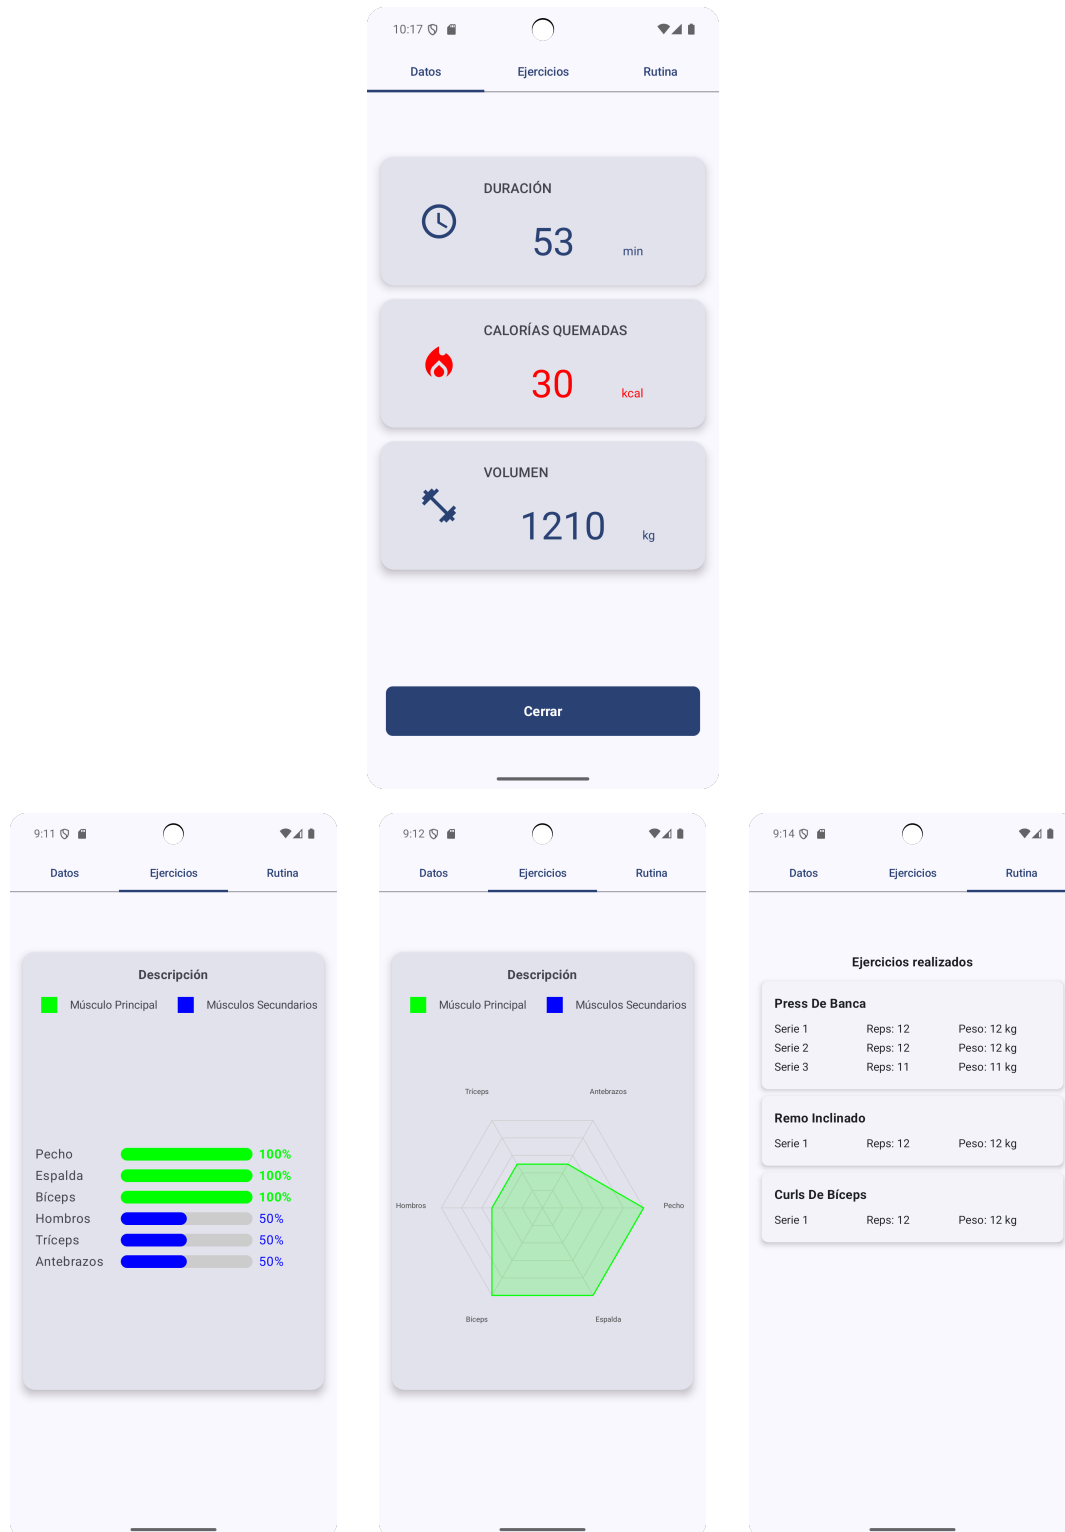 10:17
Datos Ejercicios Rutina
DURACIÓN
53 min
CALORÍAS QUEMADAS
30 kcal
VOLUMEN
1210 kg
Cerrar
9:11
Datos Ejercicios Rutina
Descripción
Músculo Principal Músculos Secundarios
Pecho 100%
Espalda 100%
Bíceps 100%
Hombros 50%
Tríceps 50%
Antebrazos 50%
9:12
Datos Ejercicios Rutina
Descripción
Músculo Principal Músculos Secundarios
Tríceps Antebrazos
Hombros Pecho
Bíceps Espalda
9:14
Datos Ejercicios Rutina
Ejercicios realizados
Press De Banca
Serie 1 Reps: 12 Peso: 12 kg
Serie 2 Reps: 12 Peso: 12 kg
Serie 3 Reps: 11 Peso: 11 kg
Remo Inclinado
Serie 1 Reps: 12 Peso: 12 kg
Curls De Bíceps
Serie 1 Reps: 12 Peso: 12 kg